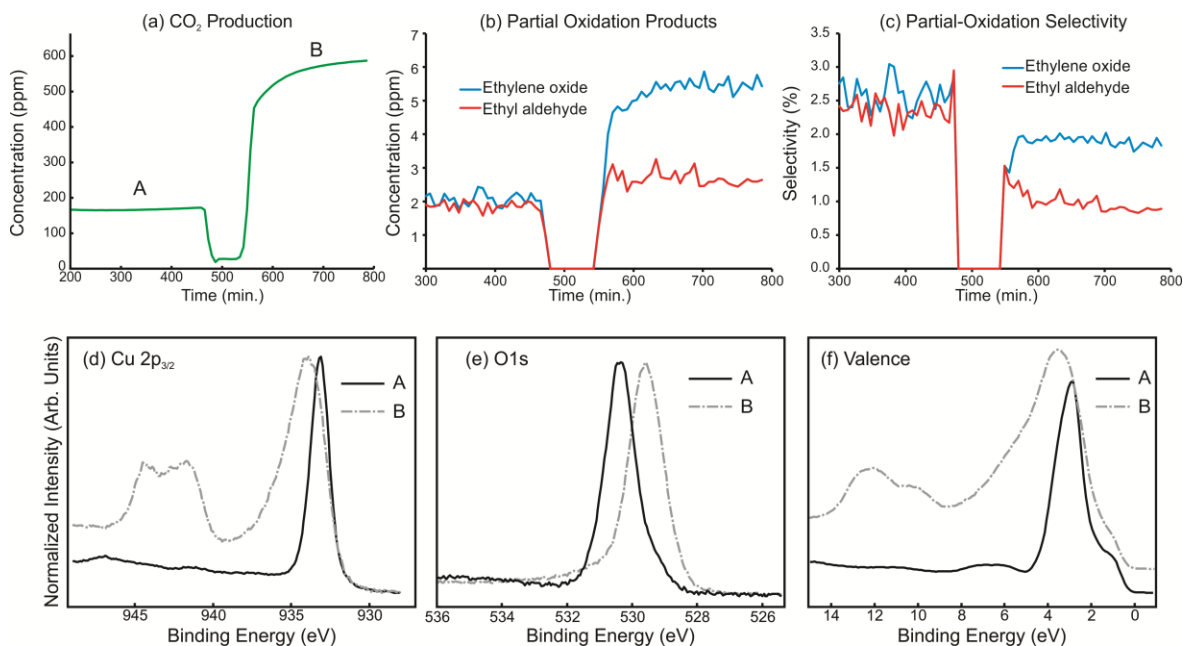 (a) CO₂ Production
Concentration (ppm)
600
500
400
300
200
100
0
A
B
200 300 400 500 600 700 800
Time (min.)
(b) Partial Oxidation Products
Concentration (ppm)
7
6
5
4
3
2
1
Ethylene oxide
Ethyl aldehyde
300 400 500 600 700 800
Time (min.)
(c) Partial-Oxidation Selectivity
Selectivity (%)
3.5
3.0
2.5
2.0
1.5
1.0
0.5
0.0
Ethylene oxide
Ethyl aldehyde
300 400 500 600 700 800
Time (min.)
Normalized Intensity (Arb. Units)
(d) Cu 2p₃/₂
A
B
945 940 935 930
Binding Energy (eV)
(e) O1s
A
B
536 534 532 530 528 526
Binding Energy (eV)
(f) Valence
A
B
15 14 12 10 8 6 4 2 0
Binding Energy (eV)